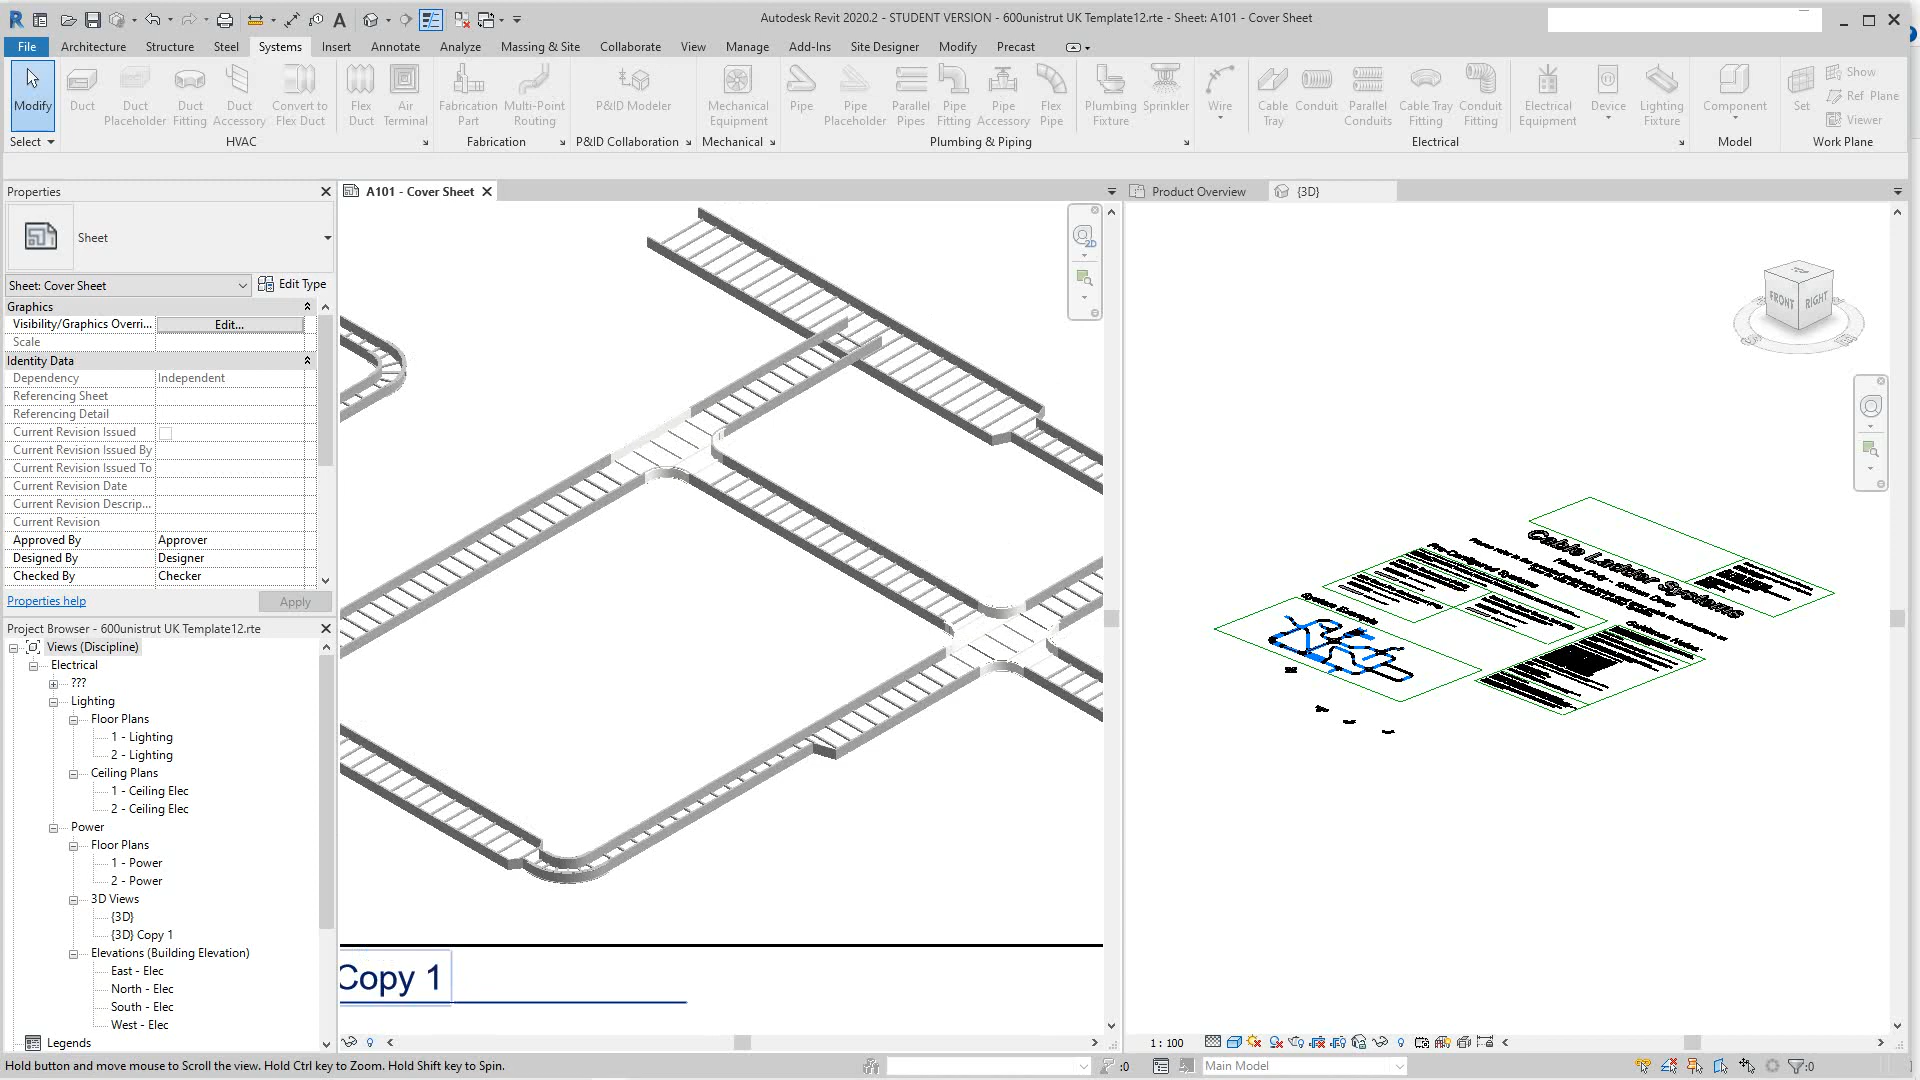 Autodesk Revit 2020.2 - STUDENT VERSION - 600unistrut UK Template12.rte - Sheet: A101 - Cover Sheet
File Architecture Structure Steel Systems Insert Annotate Analyze Massing & Site Collaborate View Manage Add-Ins Site Designer Modify Precast
Modify
Duct
Duct Placeholder
Duct Fitting
Duct Accessory
Convert to Flex Duct
Flex Duct
Air Terminal
Fabrication Part
Multi-Point Routing
P&ID Modeler
Mechanical Equipment
Pipe
Pipe Placeholder
Parallel Pipes
Pipe Fitting
Pipe Accessory
Flex Pipe
Plumbing Fixture
Sprinkler
Wire
Cable Tray
Conduit
Parallel Conduits
Cable Tray Fitting
Conduit Fitting
Electrical Equipment
Device
Lighting Fixture
Component
Set
Show
Ref Plane
Viewer
Select HVAC Fabrication P&ID Collaboration Mechanical Plumbing & Piping Electrical Model Work Plane
Properties
Sheet
Sheet: Cover Sheet Edit Type
Graphics
Visibility/Graphics Overri... Edit...
Scale
Identity Data
Dependency Independent
Referencing Sheet
Referencing Detail
Current Revision Issued
Current Revision Issued By
Current Revision Issued To
Current Revision Date
Current Revision Descrip...
Current Revision
Approved By Approver
Designed By Designer
Checked By Checker
Properties help Apply
Project Browser - 600unistrut UK Template12.rte
Views (Discipline)
Electrical
???
Lighting
Floor Plans
1 - Lighting
2 - Lighting
Ceiling Plans
1 - Ceiling Elec
2 - Ceiling Elec
Power
Floor Plans
1 - Power
2 - Power
3D Views
{3D}
{3D} Copy 1
Elevations (Building Elevation)
East - Elec
North - Elec
South - Elec
West - Elec
Legends
A101 - Cover Sheet
2D
Copy 1
Product Overview {3D}
FRONT RIGHT
Cable Ladder Systems
Pre-Configured Systems
System Example
1 : 100
Hold button and move mouse to Scroll the view. Hold Ctrl key to Zoom. Hold Shift key to Spin.
:0 Main Model :0